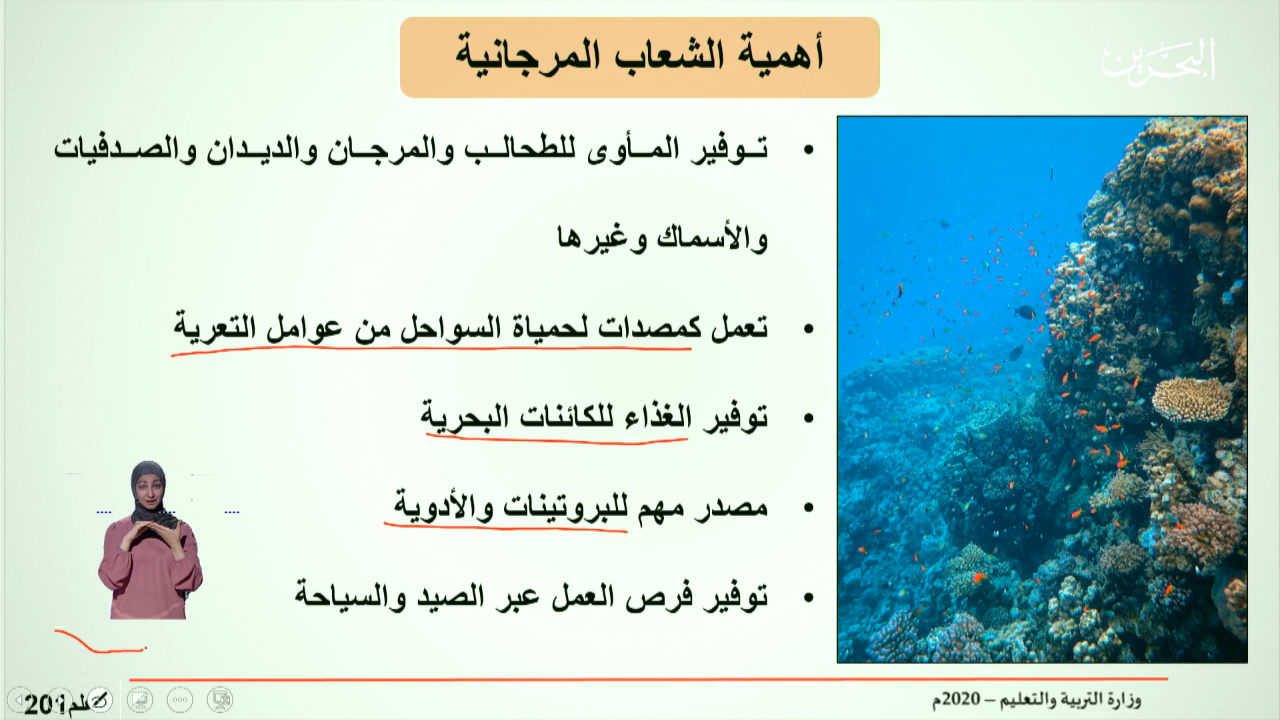 أهمية الشعاب المرجانية
البحرين
• توفير المأوى للطحالب والمرجان والديدان والصدفيات
والأسماك وغيرها
• تعمل كمصدات لحمياة السواحل من عوامل التعرية
• توفير الغذاء للكائنات البحرية
• مصدر مهم للبروتينات والأدوية
• توفير فرص العمل عبر الصيد والسياحة
وزارة التربية والتعليم – 2020م